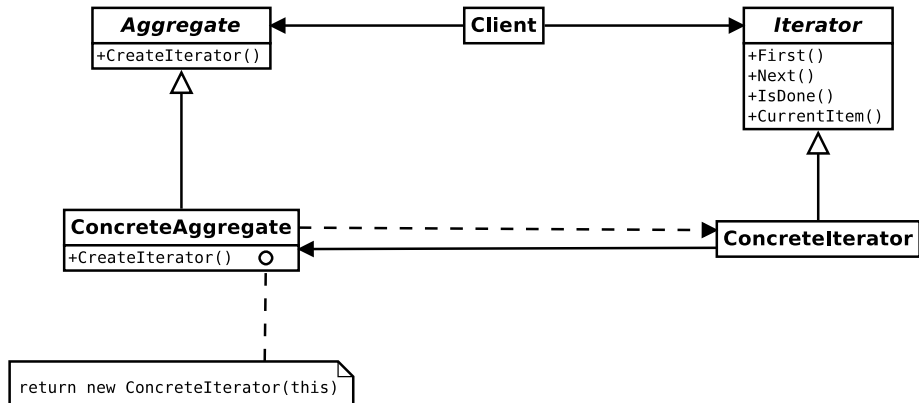 Aggregate
+CreateIterator()
Client
Iterator
+First()
+Next()
+IsDone()
+CurrentItem()
ConcreteAggregate
+CreateIterator()
ConcreteIterator
return new ConcreteIterator(this)